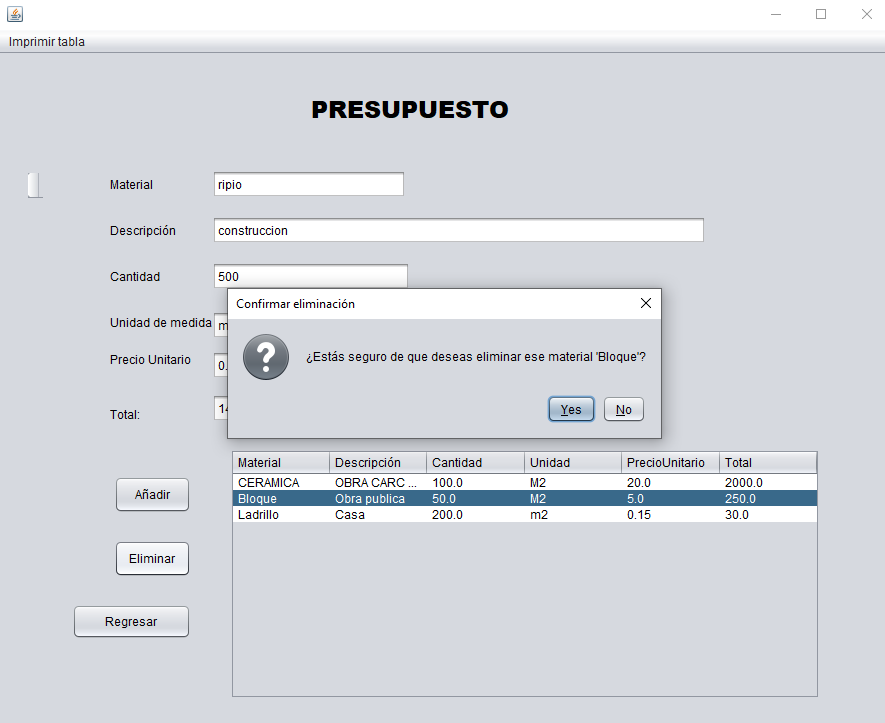 Imprimir tabla
PRESUPUESTO
Material ripio
Descripción construccion
Cantidad 500
Confirmar eliminación
Unidad de medida m
¿Estás seguro de que deseas eliminar ese material 'Bloque'?
Precio Unitario 0.
Total: 14
Yes No
Material Descripción Cantidad Unidad PrecioUnitario Total
CERAMICA OBRA CARC ... 100.0 M2 20.0 2000.0
Bloque Obra publica 50.0 M2 5.0 250.0
Ladrillo Casa 200.0 m2 0.15 30.0
Añadir
Eliminar
Regresar